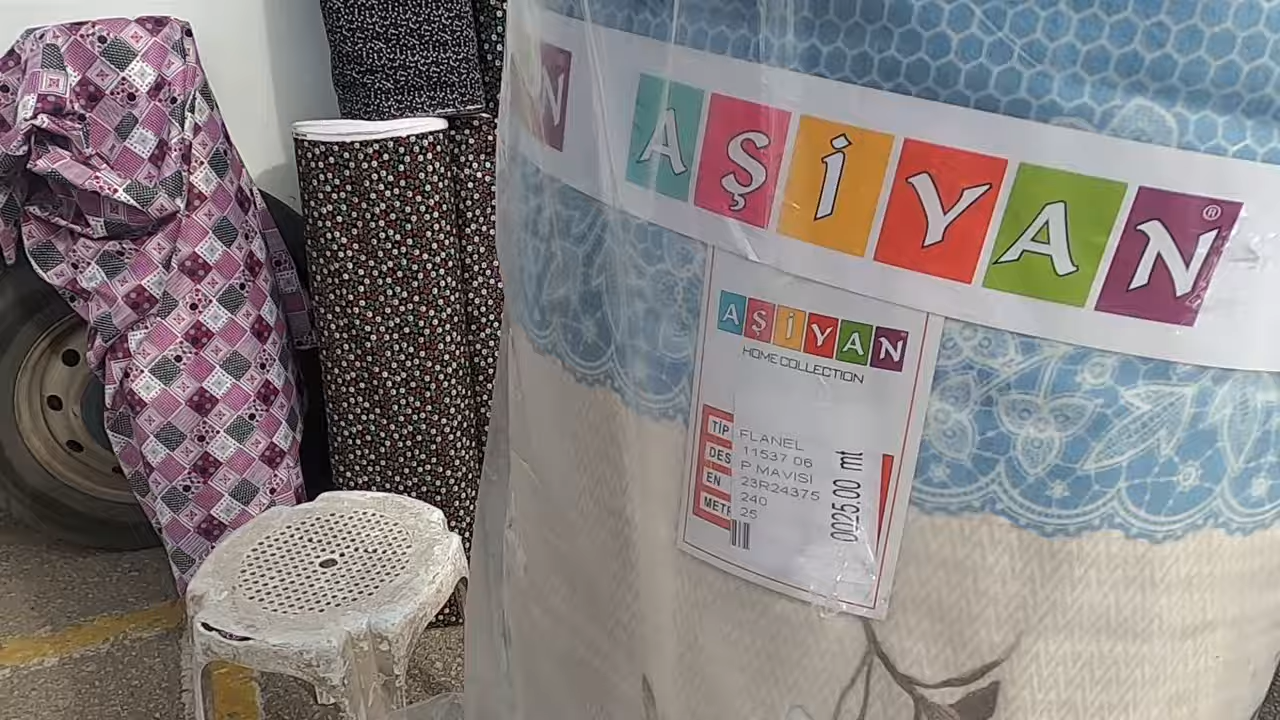 N AŞİYAN®
AŞİYAN
HOME COLLECTION
TİP FLANEL
11537 06
DES P MAVISI
23R24375
EN 240
METR 25
0025.00 mt